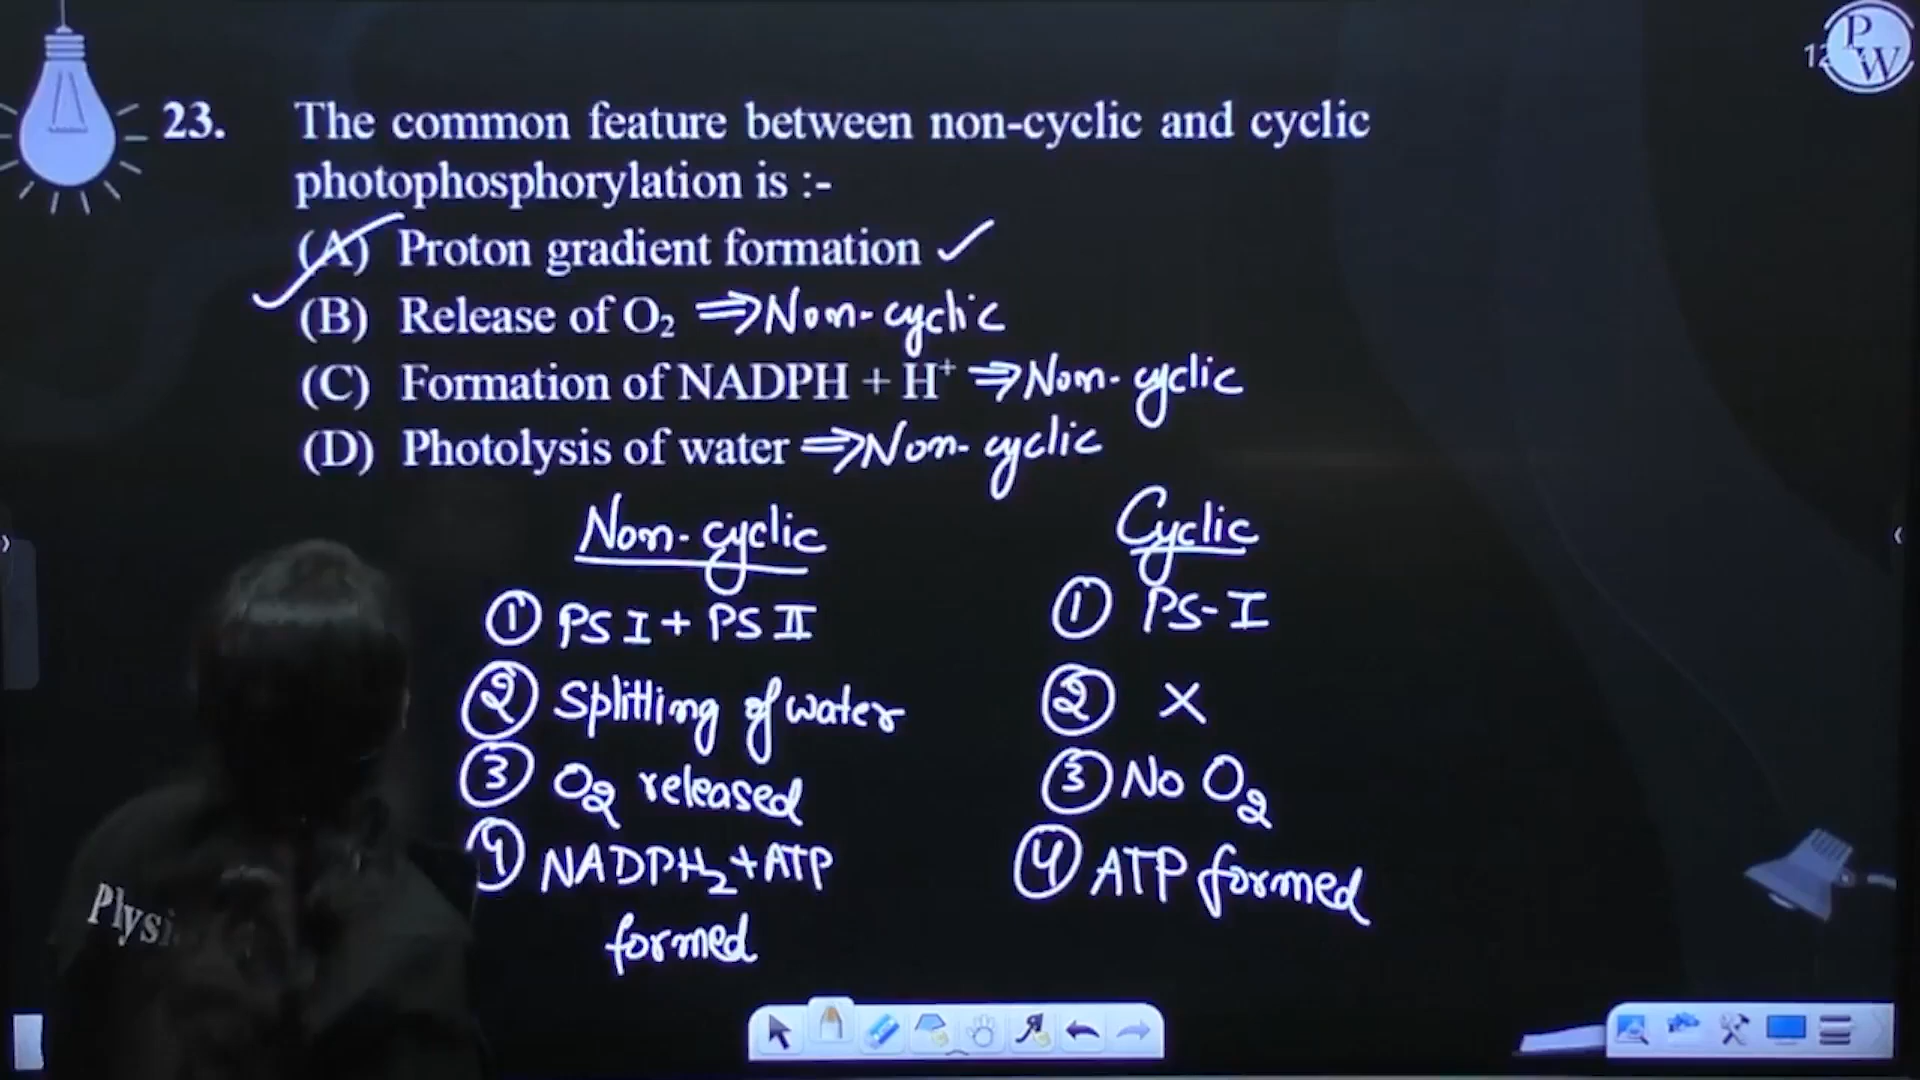 PW
12
23. The common feature between non-cyclic and cyclic
photophosphorylation is :-
(A) Proton gradient formation ✓
(B) Release of O₂ ⇒ Non-cyclic
(C) Formation of NADPH + H⁺ ⇒ Non-cyclic
(D) Photolysis of water ⇒ Non-cyclic
Non-cyclic
① PS I + PS II
② Splitting of water
③ O₂ released
④ NADPH₂ + ATP
formed
Cyclic
① PS-I
② X
③ No O₂
④ ATP formed